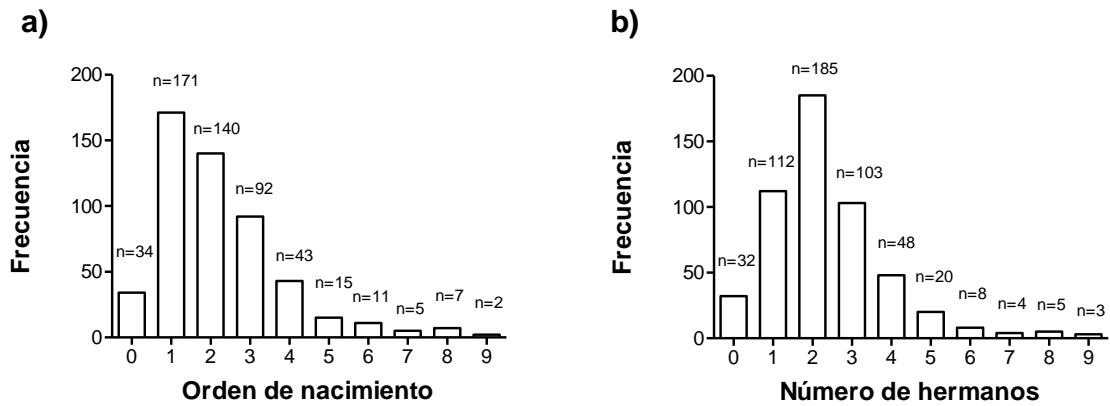 a)
Frecuencia
200
150
100
50
0
n=34
n=171
n=140
n=92
n=43
n=15
n=11
n=5
n=7
n=2
0 1 2 3 4 5 6 7 8 9
Orden de nacimiento
b)
Frecuencia
200
150
100
50
0
n=32
n=112
n=185
n=103
n=48
n=20
n=8
n=4
n=5
n=3
0 1 2 3 4 5 6 7 8 9
Número de hermanos